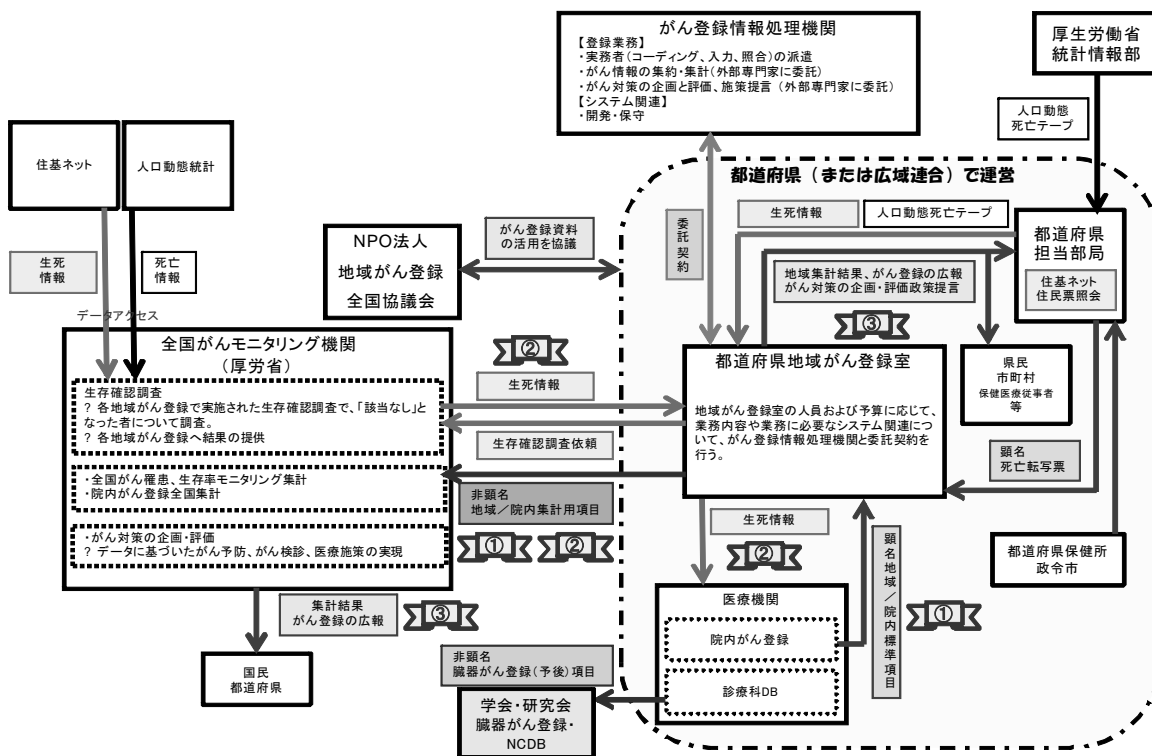 がん登録情報処理機関
【登録業務】
・実務者（コーディング、入力、照合）の派遣
・がん情報の集約・集計（外部専門家に委託）
・がん対策の企画と評価、施策提言（外部専門家に委託）
【システム関連】
・開発・保守
厚生労働省
統計情報部
人口動態
死亡テープ
住基ネット
人口動態統計
生死
情報
死亡
情報
データアクセス
NPO法人
地域がん登録
全国協議会
がん登録資料
の活用を協議
委託契約
都道府県（または広域連合）で運営
生死情報
人口動態死亡テープ
都道府県
担当部局
住基ネット
住民票照会
地域集計結果、がん登録の広報
がん対策の企画・評価政策提言
③
全国がんモニタリング機関
（厚労省）
生存確認調査
? 各地域がん登録で実施された生存確認調査で、「該当なし」と
なった者について調査。
? 各地域がん登録へ結果の提供
・全国がん罹患、生存率モニタリング集計
・院内がん登録全国集計
・がん対策の企画・評価
? データに基づいたがん予防、がん検診、医療施策の実現
②
生死情報
生存確認調査依頼
非顕名
地域／院内集計用項目
①
②
都道府県地域がん登録室
地域がん登録室の人員および予算に応じて、
業務内容や業務に必要なシステム関連につ
いて、がん登録情報処理機関と委託契約を
行う。
県民
市町村
保健医療従事者
等
顕名
死亡転写票
都道府県保健所
政令市
生死情報
②
顕名地域／院内標準項目
①
医療機関
院内がん登録
診療科DB
集計結果
がん登録の広報
③
国民
都道府県
非顕名
臓器がん登録（予後）項目
学会・研究会
臓器がん登録・
NCDB